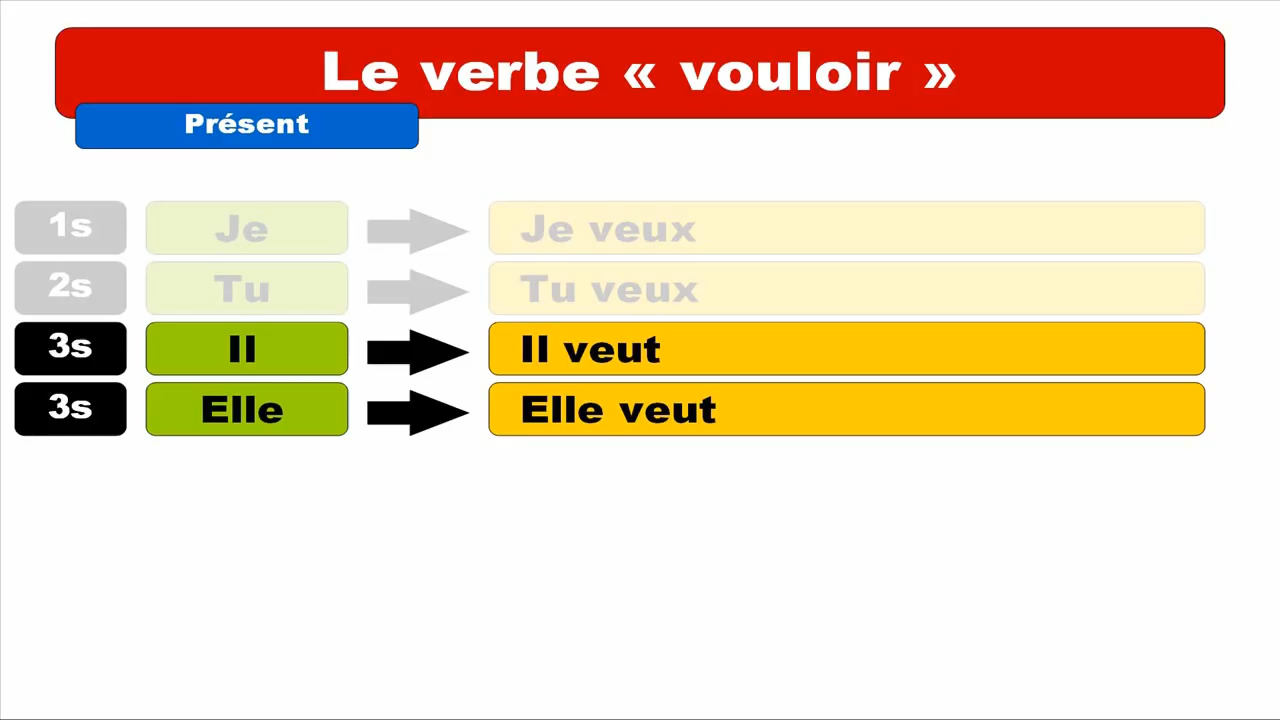 Le verbe « vouloir »
Présent
1s Je Je veux
2s Tu Tu veux
3s Il Il veut
3s Elle Elle veut